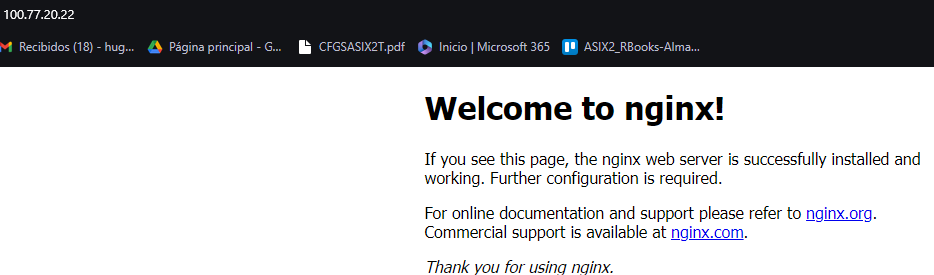 100.77.20.22
Recibidos (18) - hug... Página principal - G... CFGSASIX2T.pdf Inicio | Microsoft 365 ASIX2_RBooks-Alma...
Welcome to nginx!
If you see this page, the nginx web server is successfully installed and
working. Further configuration is required.
For online documentation and support please refer to nginx.org.
Commercial support is available at nginx.com.
Thank you for using nginx.